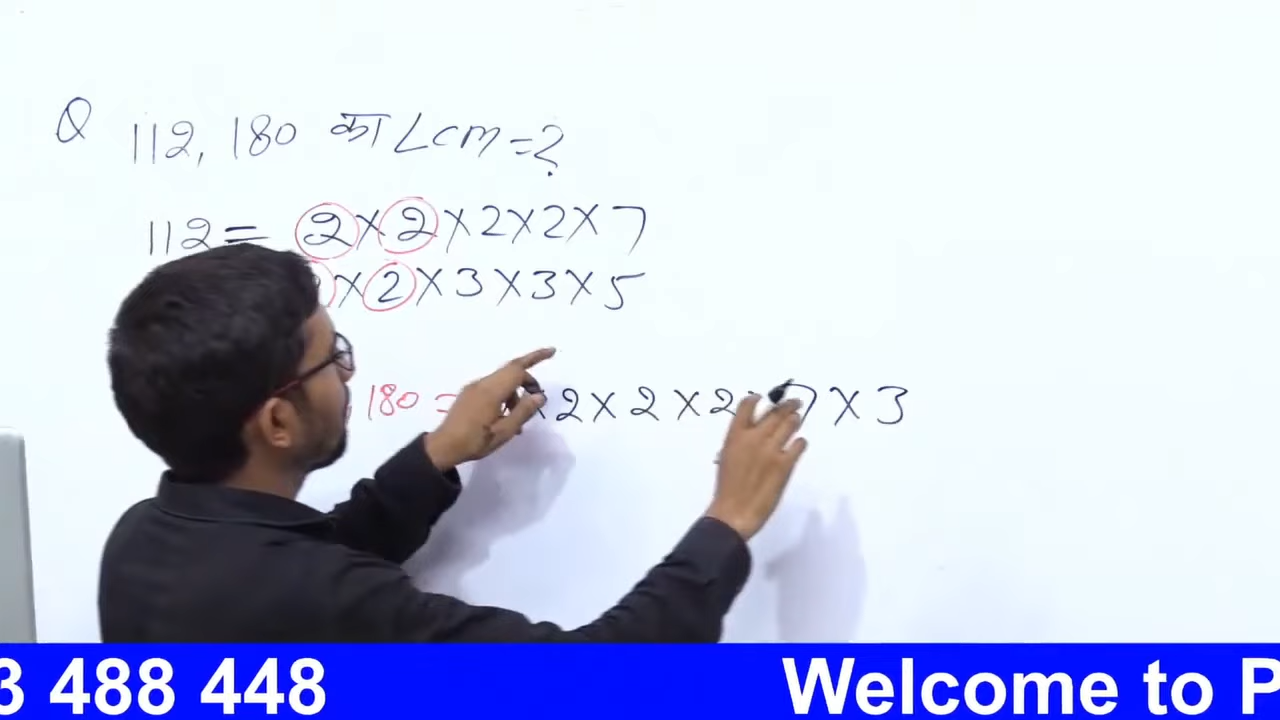 Q 112, 180 का LCM = ?
112 = 2 × 2 × 2 × 2 × 7
× 2 × 3 × 3 × 5
180 = × 2 × 2 × 2 × 7 × 3
3 488 448 Welcome to P